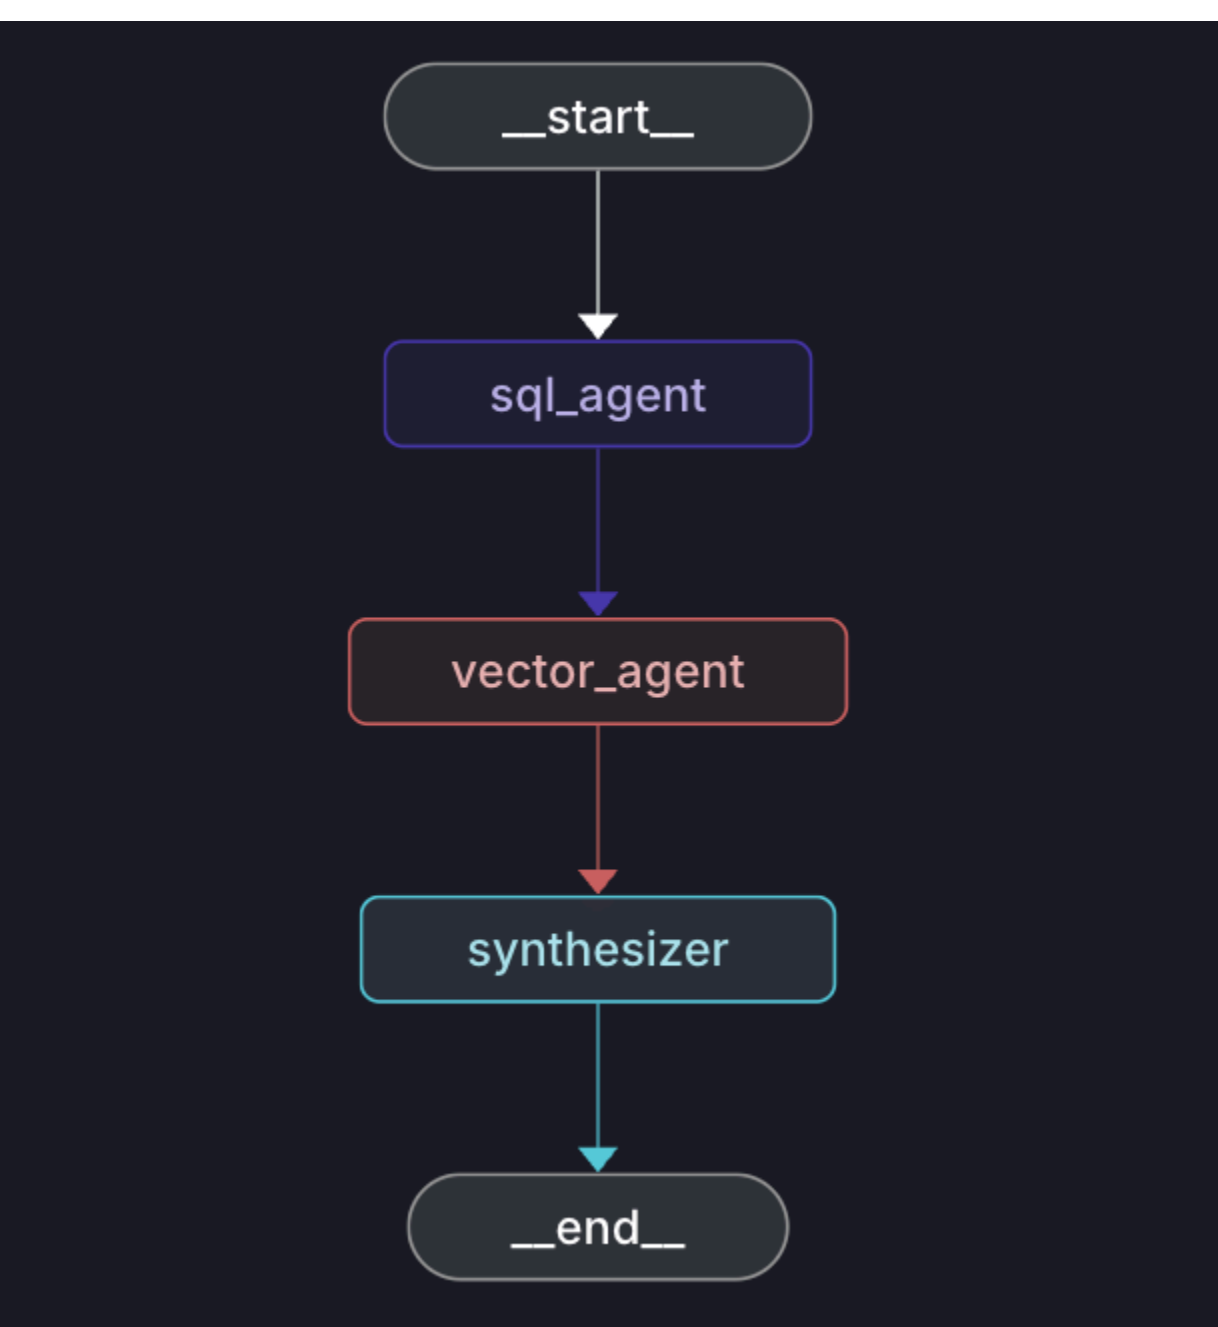 __start__
sql_agent
vector_agent
synthesizer
__end__